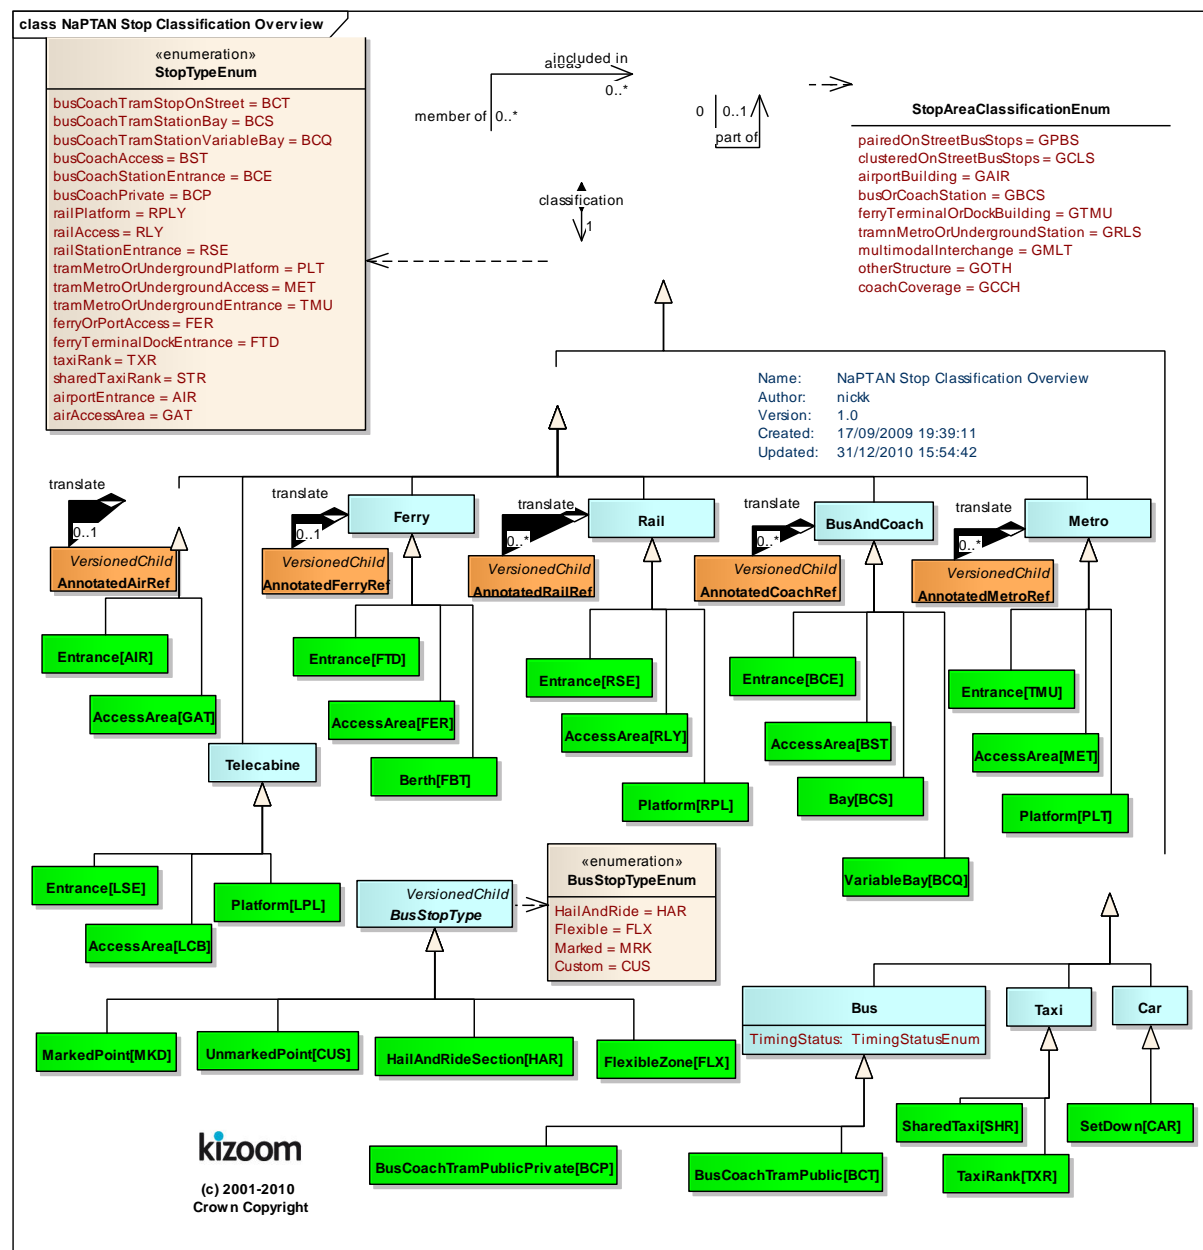 class NaPTAN Stop Classification Overview
«enumeration»
StopTypeEnum
busCoachTramStopOnStreet = BCT
busCoachTramStationBay = BCS
busCoachTramStationVariableBay = BCQ
busCoachAccess = BST
busCoachStationEntrance = BCE
busCoachPrivate = BCP
railPlatform = RPLY
railAccess = RLY
railStationEntrance = RSE
tramMetroOrUndergroundPlatform = PLT
tramMetroOrUndergroundAccess = MET
tramMetroOrUndergroundEntrance = TMU
ferryOrPortAccess = FER
ferryTerminalDockEntrance = FTD
taxiRank = TXR
sharedTaxiRank = STR
airportEntrance = AIR
airAccessArea = GAT
included in
areas
0..*
member of
0..*
0
0..1
part of
classification
1
StopAreaClassificationEnum
pairedOnStreetBusStops = GPBS
clusteredOnStreetBusStops = GCLS
airportBuilding = GAIR
busOrCoachStation = GBCS
ferryTerminalOrDockBuilding = GTMU
tramnMetroOrUndergroundStation = GRLS
multimodalInterchange = GMLT
otherStructure = GOTH
coachCoverage = GCCH
Name: NaPTAN Stop Classification Overview
Author: nickk
Version: 1.0
Created: 17/09/2009 19:39:11
Updated: 31/12/2010 15:54:42
translate
0..1
VersionedChild
AnnotatedAirRef
Entrance[AIR]
AccessArea[GAT]
translate
0..1
Ferry
VersionedChild
AnnotatedFerryRef
Entrance[FTD]
AccessArea[FER]
Berth[FBT]
translate
0..*
Rail
VersionedChild
AnnotatedRailRef
Entrance[RSE]
AccessArea[RLY]
Platform[RPL]
translate
0..*
BusAndCoach
VersionedChild
AnnotatedCoachRef
Entrance[BCE]
AccessArea[BST
Bay[BCS]
VariableBay[BCQ]
translate
0..*
Metro
VersionedChild
AnnotatedMetroRef
Entrance[TMU]
AccessArea[MET]
Platform[PLT]
Telecabine
Entrance[LSE]
AccessArea[LCB]
Platform[LPL]
VersionedChild
BusStopType
«enumeration»
BusStopTypeEnum
HailAndRide = HAR
Flexible = FLX
Marked = MRK
Custom = CUS
MarkedPoint[MKD]
UnmarkedPoint[CUS]
HailAndRideSection[HAR]
FlexibleZone[FLX]
Bus
TimingStatus: TimingStatusEnum
Taxi
Car
BusCoachTramPublicPrivate[BCP]
BusCoachTramPublic[BCT]
SharedTaxi[SHR]
TaxiRank[TXR]
SetDown[CAR]
kizoom
(c) 2001-2010
Crown Copyright